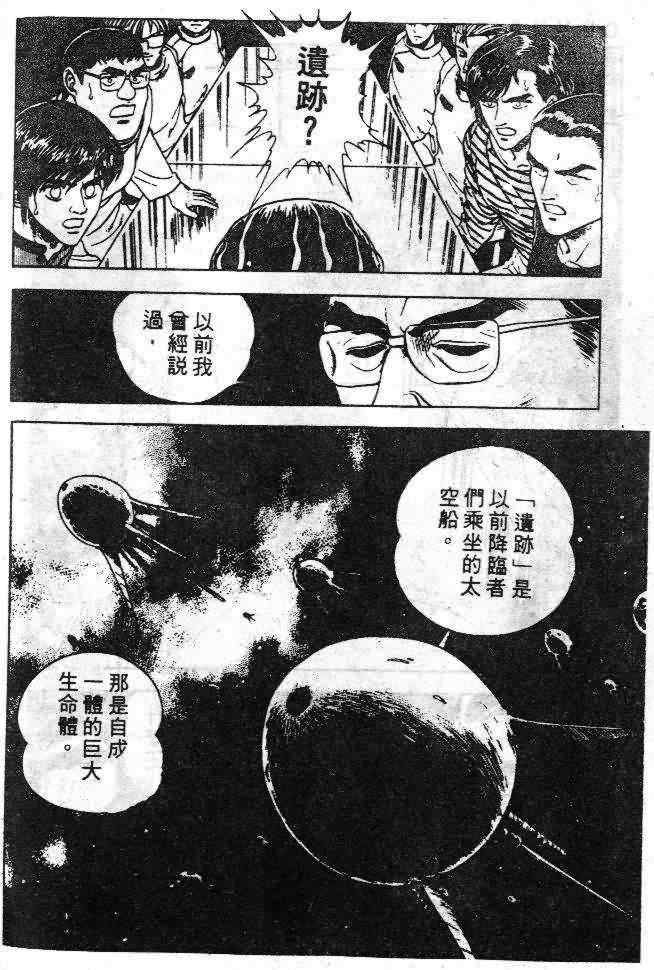 遺跡？
以前我
曾經説
過．
「遺跡」是
以前降臨者
們乘坐的太
空船。
那是自成
一體的巨大
生命體。